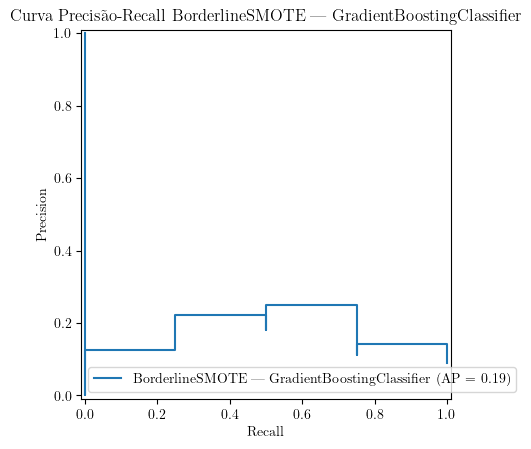 Curva Precisão-Recall BorderlineSMOTE — GradientBoostingClassifier
1.0
0.8
0.6
0.4
0.2
0.0
Precision
BorderlineSMOTE — GradientBoostingClassifier (AP = 0.19)
0.0 0.2 0.4 0.6 0.8 1.0
Recall